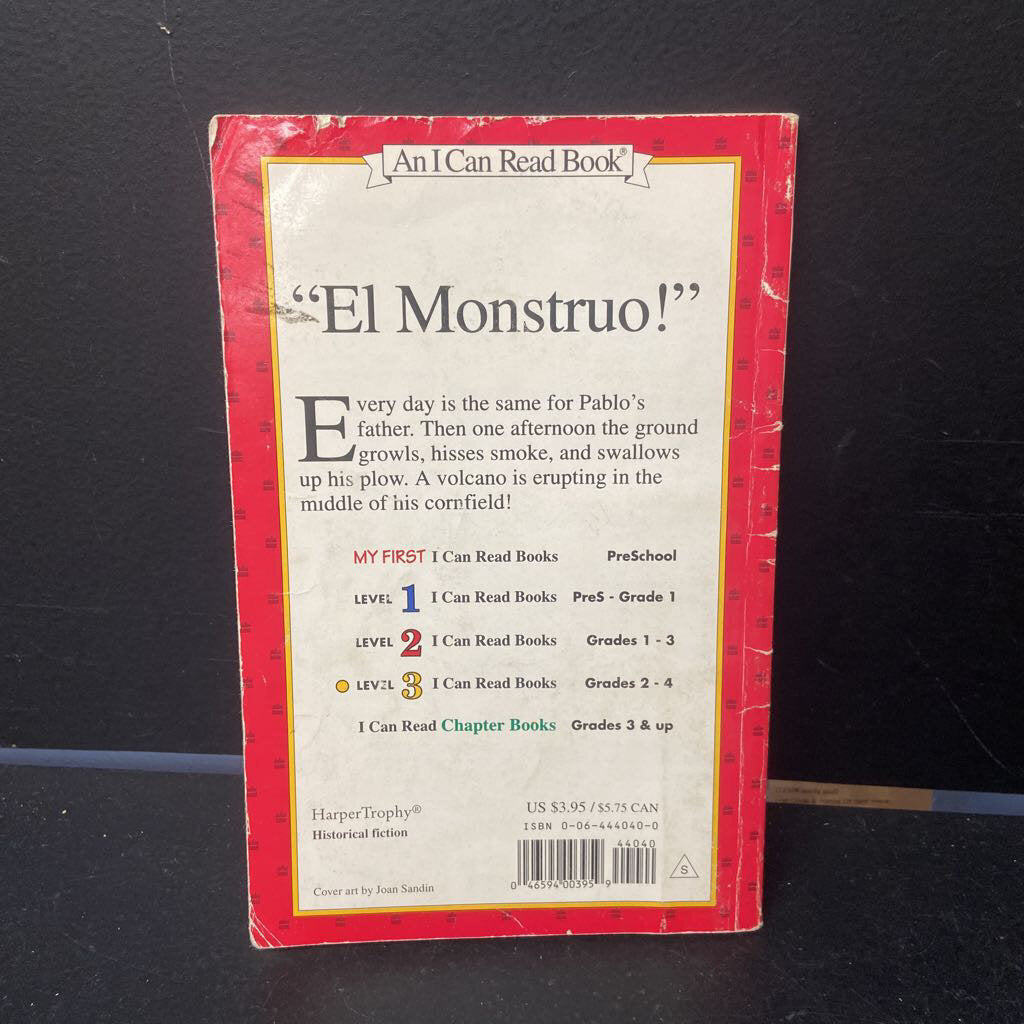 An I Can Read Book®
“El Monstruo!”
Every day is the same for Pablo's
father. Then one afternoon the ground
growls, hisses smoke, and swallows
up his plow. A volcano is erupting in the
middle of his cornfield!
MY FIRST I Can Read Books PreSchool
LEVEL 1 I Can Read Books PreS - Grade 1
LEVEL 2 I Can Read Books Grades 1 - 3
LEVEL 3 I Can Read Books Grades 2 - 4
I Can Read Chapter Books Grades 3 & up
HarperTrophy®
Historical fiction
US $3.95 / $5.75 CAN
ISBN 0-06-444040-0
44040
0 46594 00395 9
S
Cover art by Joan Sandin